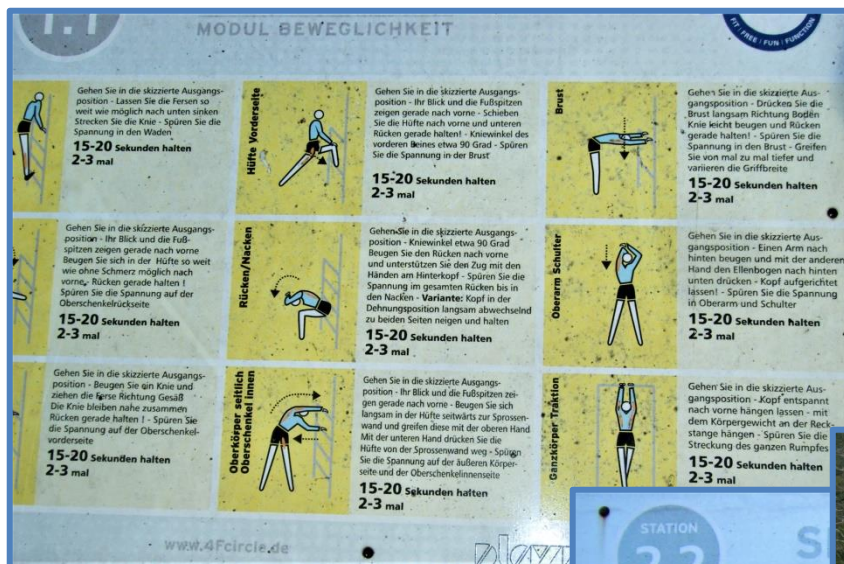 1.1
MODUL BEWEGLICHKEIT
FIT | FREE | FUN | FUNCTION
Gehen Sie in die skizzierte Ausgangs-
position - Lassen Sie die Fersen so
weit wie möglich nach unten sinken
Strecken Sie die Knie - Spüren Sie die
Spannung in den Waden
15-20 Sekunden halten
2-3 mal
Hüfte Vorderseite
Gehen Sie in die skizzierte Ausgangs-
position - Ihr Blick und die Fußspitzen
zeigen gerade nach vorne - Schieben
Sie die Hüfte nach vorne und unteren
Rücken gerade halten! - Kniewinkel des
vorderen Beines etwa 90 Grad - Spüren
Sie die Spannung in der Brust
15-20 Sekunden halten
2-3 mal
Brust
Gehen Sie in die skizzierte Aus-
gangsposition - Drücken Sie die
Brust langsam Richtung Boden
Knie leicht beugen und Rücken
gerade halten! - Spüren Sie die
Spannung in den Brust - Greifen
Sie von mal zu mal tiefer und
variieren die Griffbreite
15-20 Sekunden halten
2-3 mal
Gehen Sie in die skizzierte Ausgangs-
position - Ihr Blick und die Fuß-
spitzen zeigen gerade nach vorne
Beugen Sie sich in der Hüfte so weit
wie ohne Schmerz möglich nach
vorne, Rücken gerade halten !
Spüren Sie die Spannung auf der
Oberschenkelrückseite
15-20 Sekunden halten
2-3 mal
Rücken/Nacken
Gehen Sie in die skizzierte Ausgangs-
position - Kniewinkel etwa 90 Grad
Beugen Sie den Rücken nach vorne
und unterstützen Sie den Zug mit den
Händen am Hinterkopf - Spüren Sie die
Spannung im gesamten Rücken bis in
den Nacken - Variante: Kopf in der
Dehnungsposition langsam abwechselnd
zu beiden Seiten neigen und halten
15-20 Sekunden halten
2-3 mal
Oberarm Schulter
Gehen Sie in die skizzierte Aus-
gangsposition - Einen Arm nach
hinten beugen und mit der anderen
Hand den Ellenbogen nach hinten
unten drücken - Kopf aufgerichtet
lassen! - Spüren Sie die Spannung
in Oberarm und Schulter
15-20 Sekunden halten
2-3 mal
Gehen Sie in die skizzierte Ausgangs-
position - Beugen Sie ein Knie und
ziehen die Ferse Richtung Gesäß
Die Knie bleiben nahe zusammen
Rücken gerade halten ! - Spüren Sie
die Spannung auf der Oberschenkel-
vorderseite
15-20 Sekunden halten
2-3 mal
Oberkörper seitlich
Oberschenkel innen
Gehen Sie in die skizzierte Ausgangs-
position - Ihr Blick und die Fußspitzen zei-
gen gerade nach vorne - Beugen Sie sich
langsam in der Hüfte seitwärts zur Sprossen-
wand und greifen diese mit der oberen Hand
Mit der unteren Hand drücken Sie die
Hüfte von der Sprossenwand weg - Spüren
Sie die Spannung auf der äußeren Körper-
seite und der Oberschenkelinnenseite
15-20 Sekunden halten
2-3 mal
Ganzkörper Traktion
Gehen Sie in die skizzierte Aus-
gangsposition - Kopf entspannt
nach vorne hängen lassen - mit
dem Körpergewicht an der Reck-
stange hängen - Spüren Sie die
Streckung des ganzen Rumpfes
15-20 Sekunden halten
2-3 mal
www.4Fcircle.de
STATION
2.2